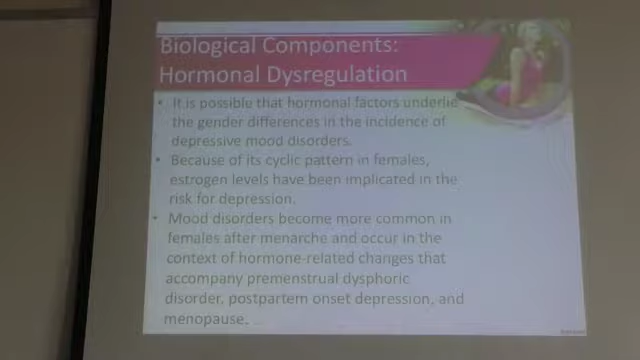 Biological Components:
Hormonal Dysregulation
• It is possible that hormonal factors underlie
the gender differences in the incidence of
depressive mood disorders.
• Because of its cyclic pattern in females,
estrogen levels have been implicated in the
risk for depression.
• Mood disorders become more common in
females after menarche and occur in the
context of hormone-related changes that
accompany premenstrual dysphoric
disorder, postpartem onset depression, and
menopause.